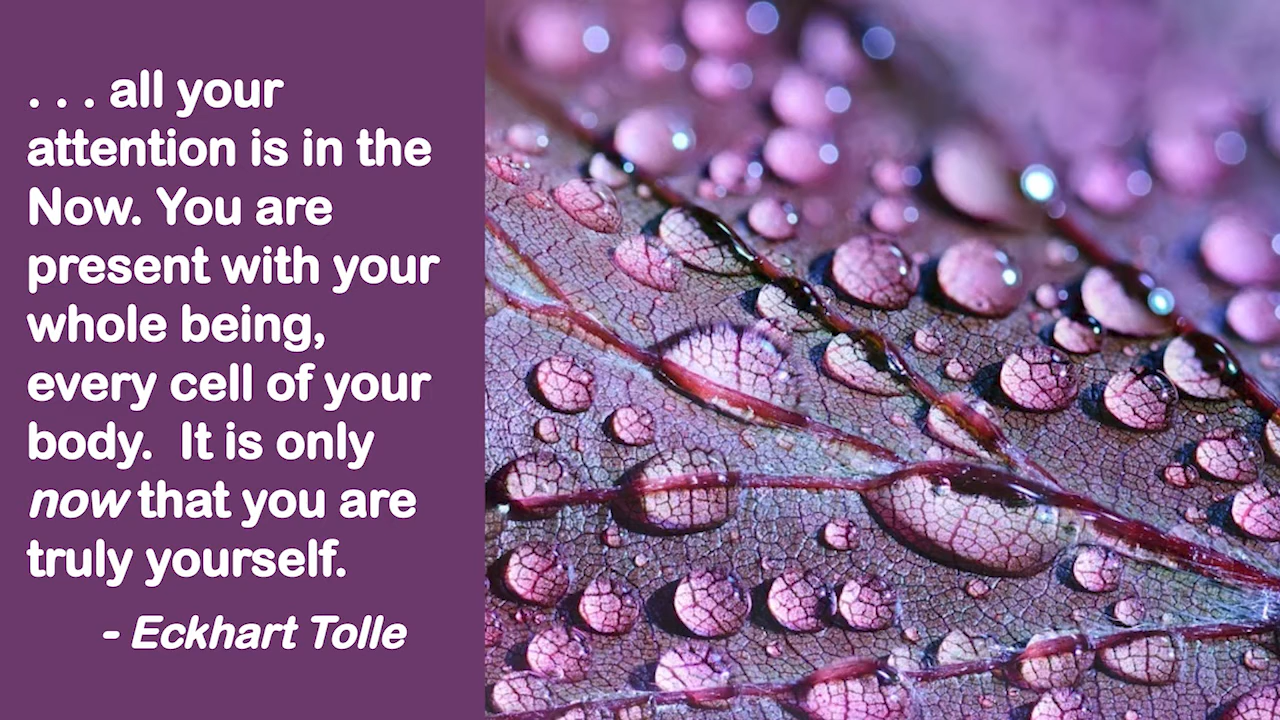 . . . all your
attention is in the
Now. You are
present with your
whole being,
every cell of your
body.  It is only
now that you are
truly yourself.
- Eckhart Tolle